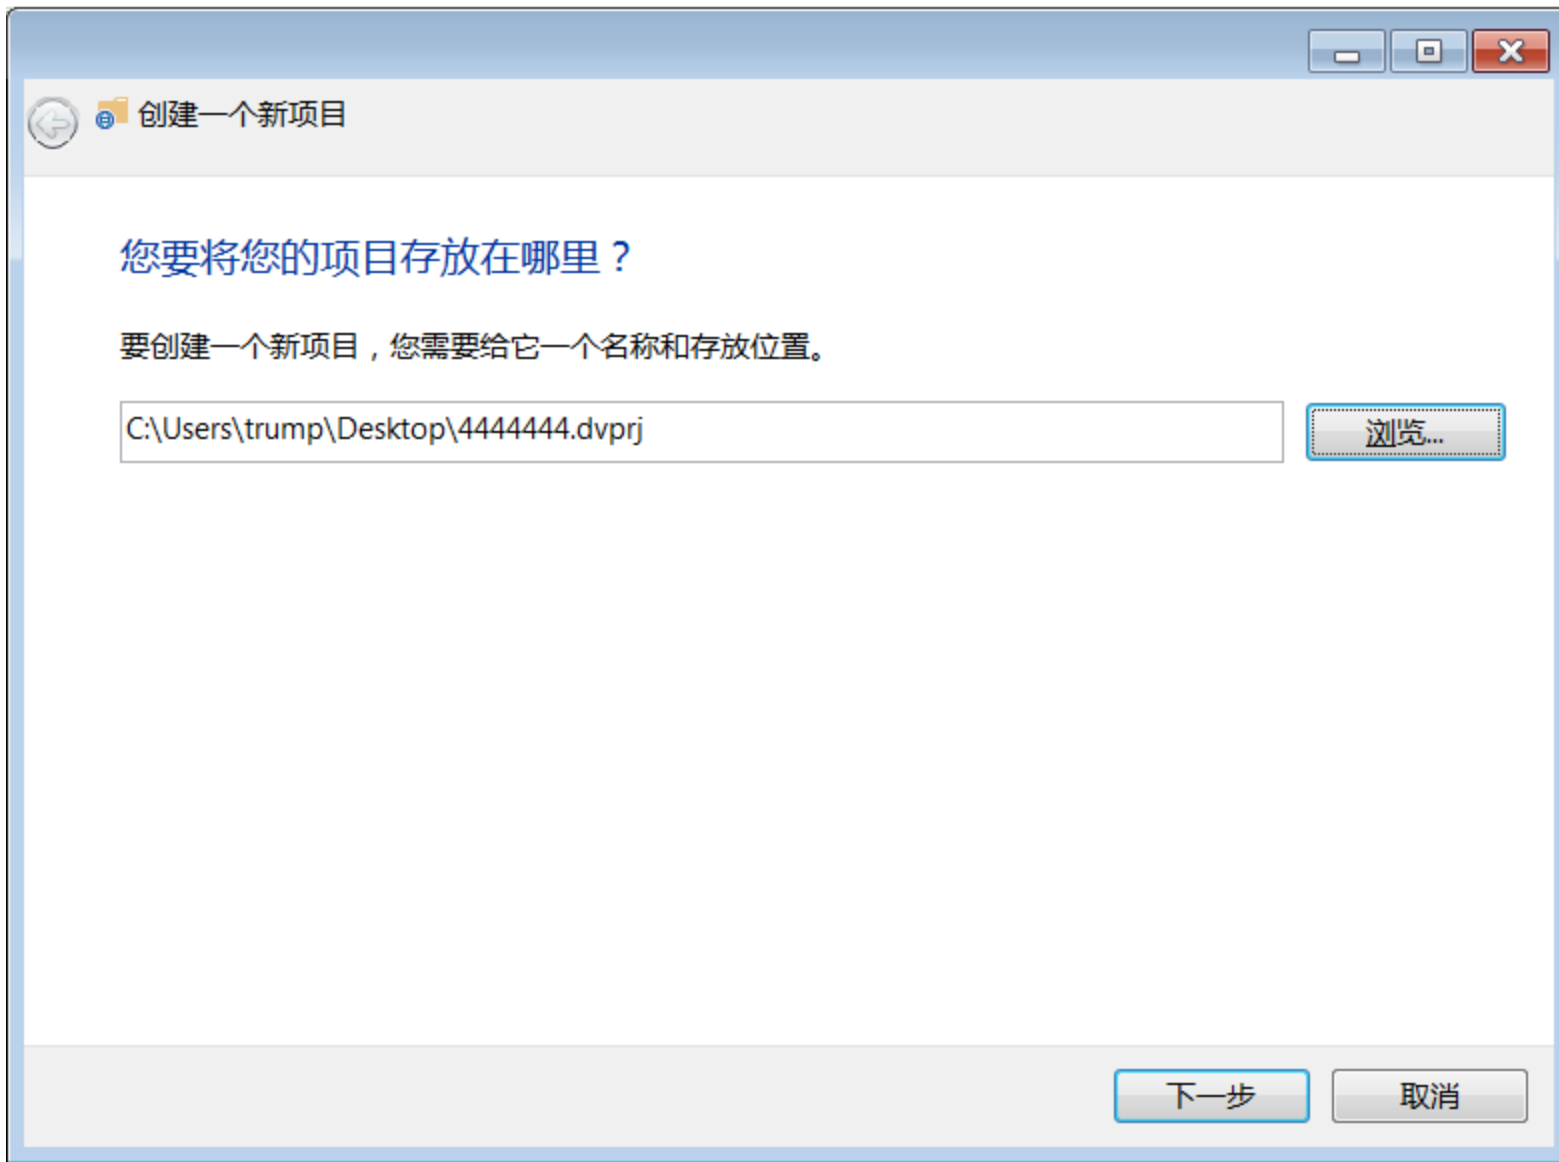 创建一个新项目
您要将您的项目存放在哪里？
要创建一个新项目，您需要给它一个名称和存放位置。
C:\Users\trump\Desktop\4444444.dvprj
浏览...
下一步
取消